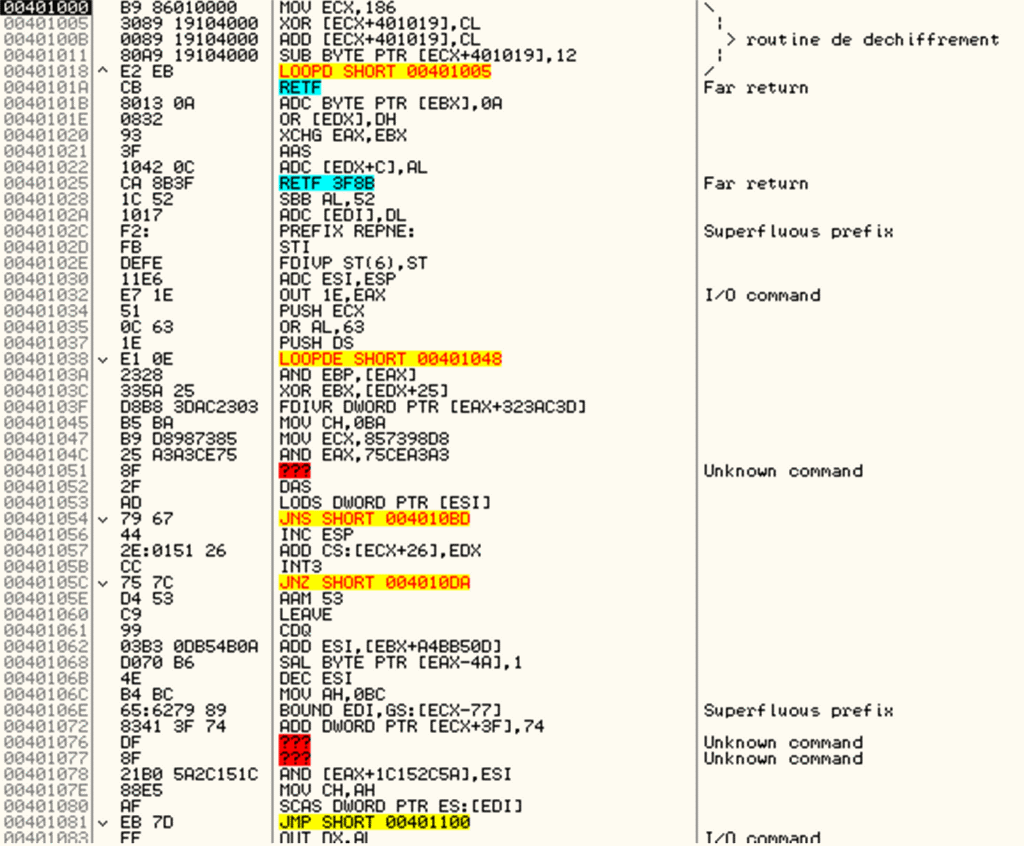 00401000 B9 86010000 MOV ECX,186
00401005 3089 19104000 XOR [ECX+401019],CL
0040100B 0089 19104000 ADD [ECX+401019],CL > routine de dechiffrement
00401011 80A9 19104000 SUB BYTE PTR [ECX+401019],12
00401018 ^ E2 EB LOOPD SHORT 00401005
0040101A CB RETF Far return
0040101B 8013 0A ADC BYTE PTR [EBX],0A
0040101E 0832 OR [EDX],DH
00401020 93 XCHG EAX,EBX
00401021 3F AAS
00401022 1042 0C ADC [EDX+C],AL
00401025 CA 8B3F RETF 3F8B Far return
00401028 1C 52 SBB AL,52
0040102A 1017 ADC [EDI],DL
0040102C F2: PREFIX REPNE: Superfluous prefix
0040102D FB STI
0040102E DEFE FDIVP ST(6),ST
00401030 11E6 ADC ESI,ESP
00401032 E7 1E OUT 1E,EAX I/O command
00401034 51 PUSH ECX
00401035 0C 63 OR AL,63
00401037 1E PUSH DS
00401038 E1 0E LOOPDE SHORT 00401048
0040103A 2328 AND EBP,[EAX]
0040103C 335A 25 XOR EBX,[EDX+25]
0040103F D8B8 3DAC2303 FDIVR DWORD PTR [EAX+323AC3D]
00401045 B5 BA MOV CH,0BA
00401047 B9 D8987385 MOV ECX,857398D8
0040104C 25 A3A3CE75 AND EAX,75CEA3A3
00401051 8F ??? Unknown command
00401052 2F DAS
00401053 AD LODS DWORD PTR [ESI]
00401054 79 67 JNS SHORT 004010BD
00401056 44 INC ESP
00401057 2E:0151 26 ADD CS:[ECX+26],EDX
0040105B CC INT3
0040105C 75 7C JNZ SHORT 004010DA
0040105E D4 53 AAM 53
00401060 C9 LEAVE
00401061 99 CDQ
00401062 03B3 0DB54B0A ADD ESI,[EBX+A4BB50D]
00401068 D070 B6 SAL BYTE PTR [EAX-4A],1
0040106B 4E DEC ESI
0040106C B4 BC MOV AH,0BC
0040106E 65:6279 89 BOUND EDI,GS:[ECX-77] Superfluous prefix
00401072 8341 3F 74 ADD DWORD PTR [ECX+3F],74
00401076 DF ??? Unknown command
00401077 8F ??? Unknown command
00401078 21B0 5A2C151C AND [EAX+1C152C5A],ESI
0040107E 88E5 MOV CH,AH
00401080 AF SCAS DWORD PTR ES:[EDI]
00401081 EB 7D JMP SHORT 00401100
00401083 OUT DX,AL I/O command